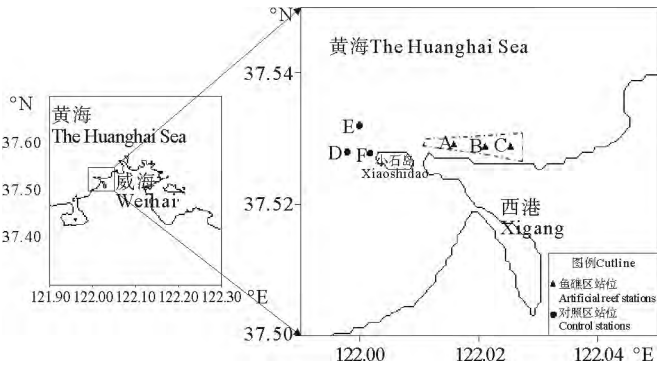 °N
黄海
The Huanghai Sea
37.60
37.50
37.40
威海
Weihai
121.90 122.00 122.10 122.20 122.30
°E
°N
黄海The Huanghai Sea
37.54
37.52
37.50
E
D
F
小石岛
Xiaoshidao
A
B
C
西港
Xigang
图例Cutline
鱼礁区站位
Artificial reef stations
对照区站位
Control stations
122.00 122.02 122.04 °E